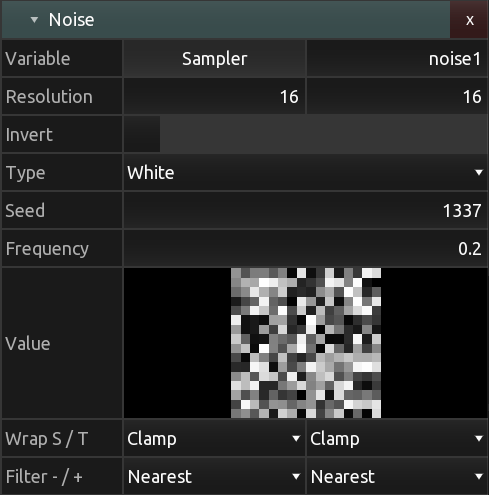 Noise x
Variable Sampler noise1
Resolution 16 16
Invert
Type White
Seed 1337
Frequency 0.2
Value
Wrap S / T Clamp Clamp
Filter - / + Nearest Nearest